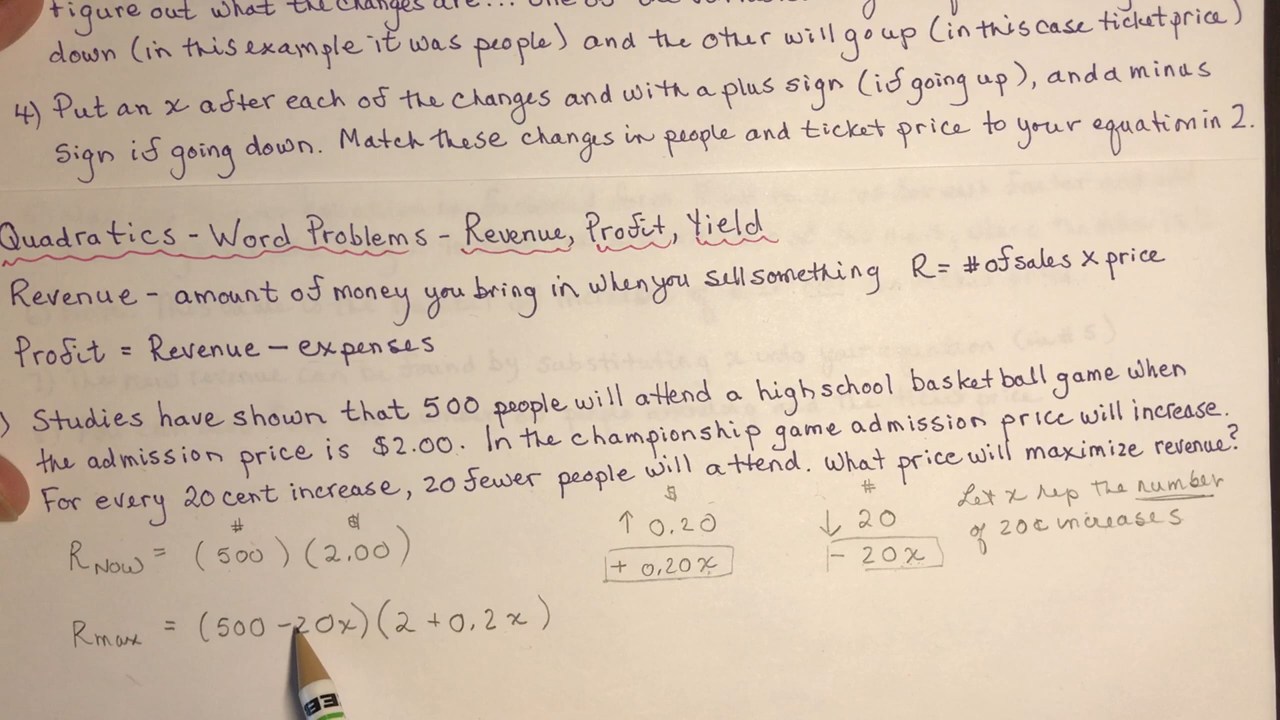 figure out what the changes are...
down (in this example it was people) and the other will go up (in this case ticket price)
4) Put an x after each of the changes and with a plus sign (if going up), and a minus
sign if going down. Match these changes in people and ticket price to your equation in 2.
Quadratics - Word Problems - Revenue, Profit, Yield
Revenue - amount of money you bring in when you sell something R = # of sales x price
Profit = Revenue - expenses
) Studies have shown that 500 people will attend a high school basketball game when
the admission price is $2.00. In the championship game admission price will increase.
For every 20 cent increase, 20 fewer people will attend. What price will maximize revenue?
# $ $ # Let x rep the number
↑ 0.20 ↓ 20 of 20¢ increases
R NOW = (500)(2.00) + 0.20x - 20x
Rmax = (500 - 20x)(2 + 0.2x)